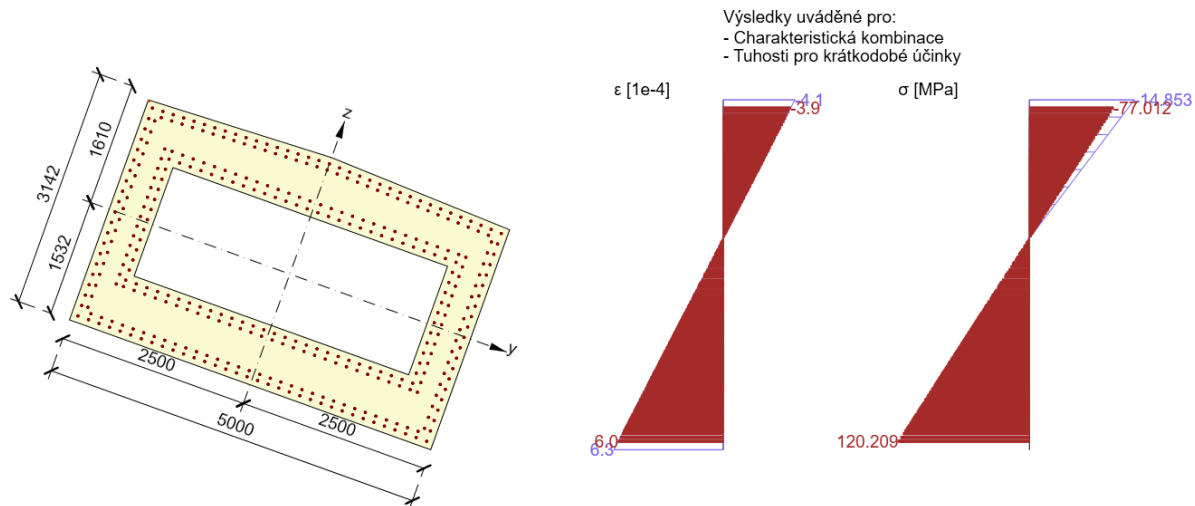 Výsledky uváděné pro:
- Charakteristická kombinace
- Tuhosti pro krátkodobé účinky
ε [1e-4]
σ [MPa]
-4.1
-3.9
-14.853
-77.012
z
1610
3142
1532
y
2500
2500
5000
6.0
6.3
120.209